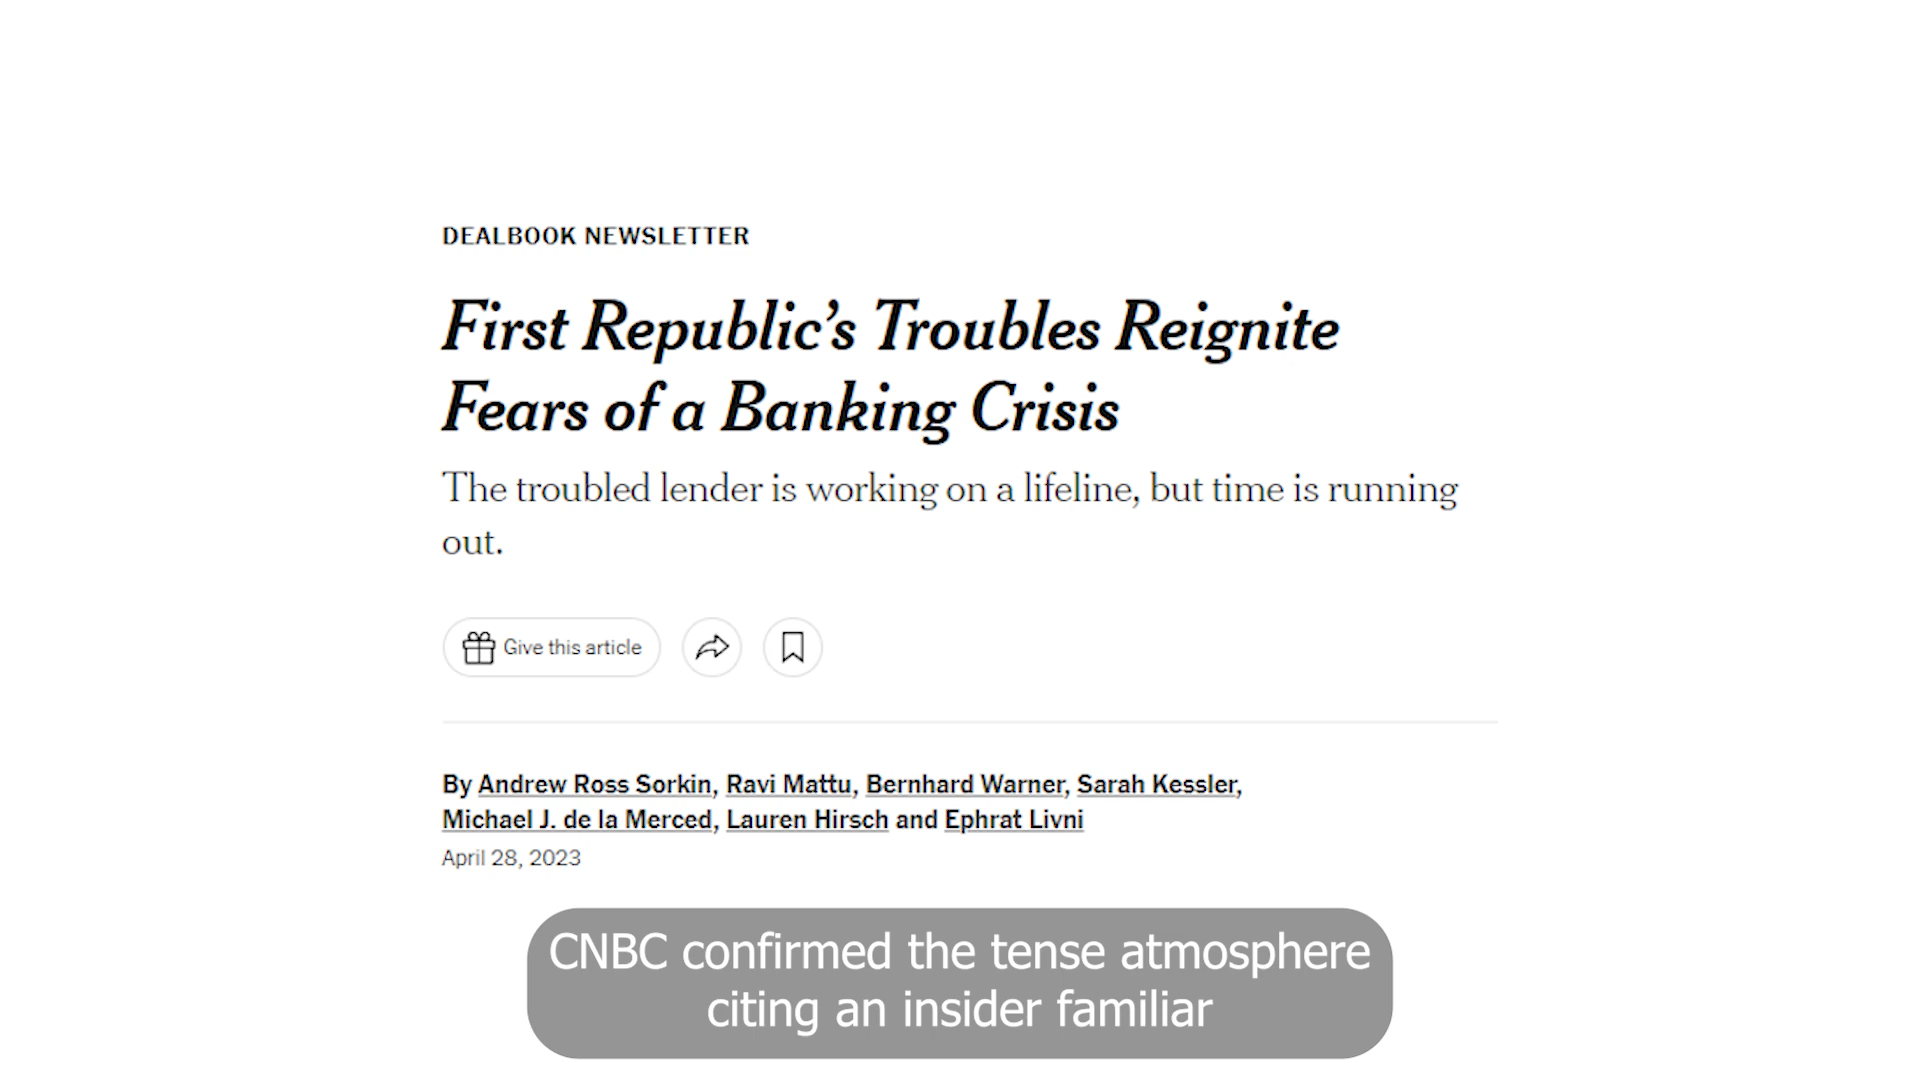 DEALBOOK NEWSLETTER
First Republic’s Troubles Reignite
Fears of a Banking Crisis
The troubled lender is working on a lifeline, but time is running
out.
Give this article
By Andrew Ross Sorkin, Ravi Mattu, Bernhard Warner, Sarah Kessler,
Michael J. de la Merced, Lauren Hirsch and Ephrat Livni
April 28, 2023
CNBC confirmed the tense atmosphere
citing an insider familiar